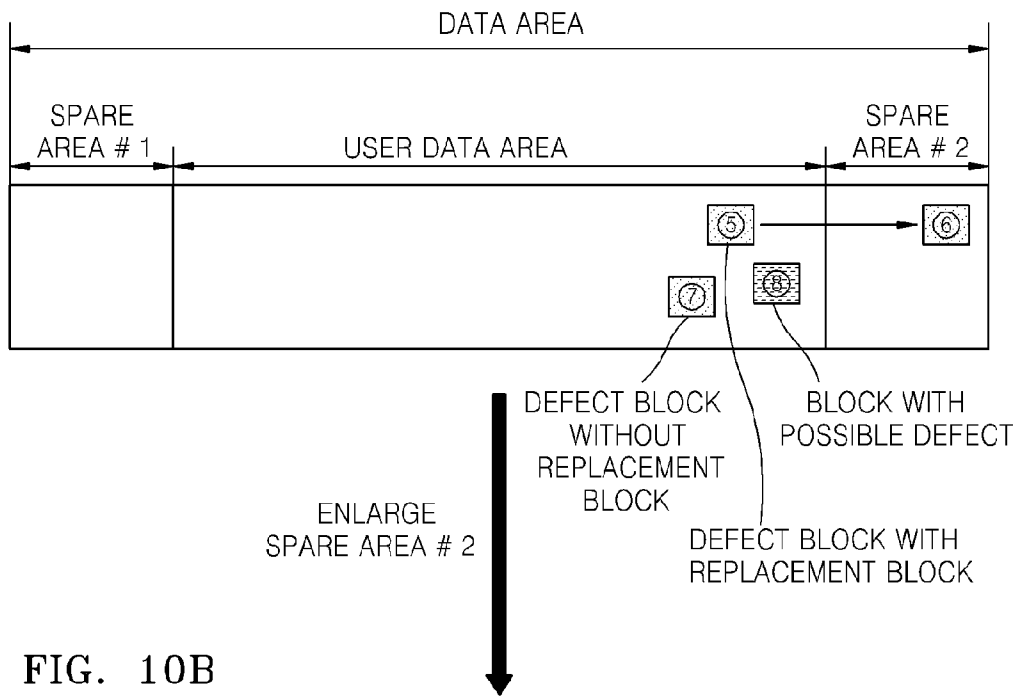 DATA AREA
SPARE
AREA # 1
USER DATA AREA
SPARE
AREA # 2
⑤
⑥
⑦
⑧
DEFECT BLOCK
WITHOUT
REPLACEMENT
BLOCK
BLOCK WITH
POSSIBLE DEFECT
DEFECT BLOCK WITH
REPLACEMENT BLOCK
ENLARGE
SPARE AREA # 2
FIG. 10B